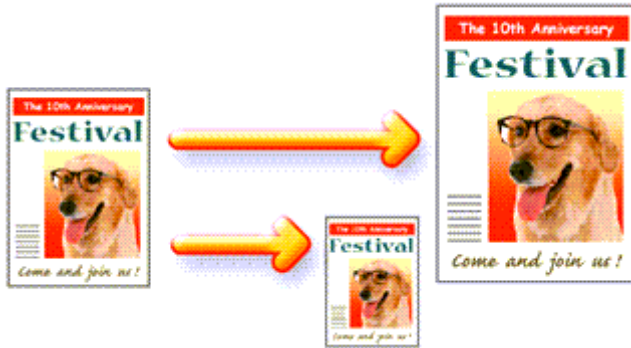 The 10th Anniversary
Festival
Come and join us!
The 10th Anniversary
Festival
Come and join us!
The 10th Anniversary
Festival
Come and join us!